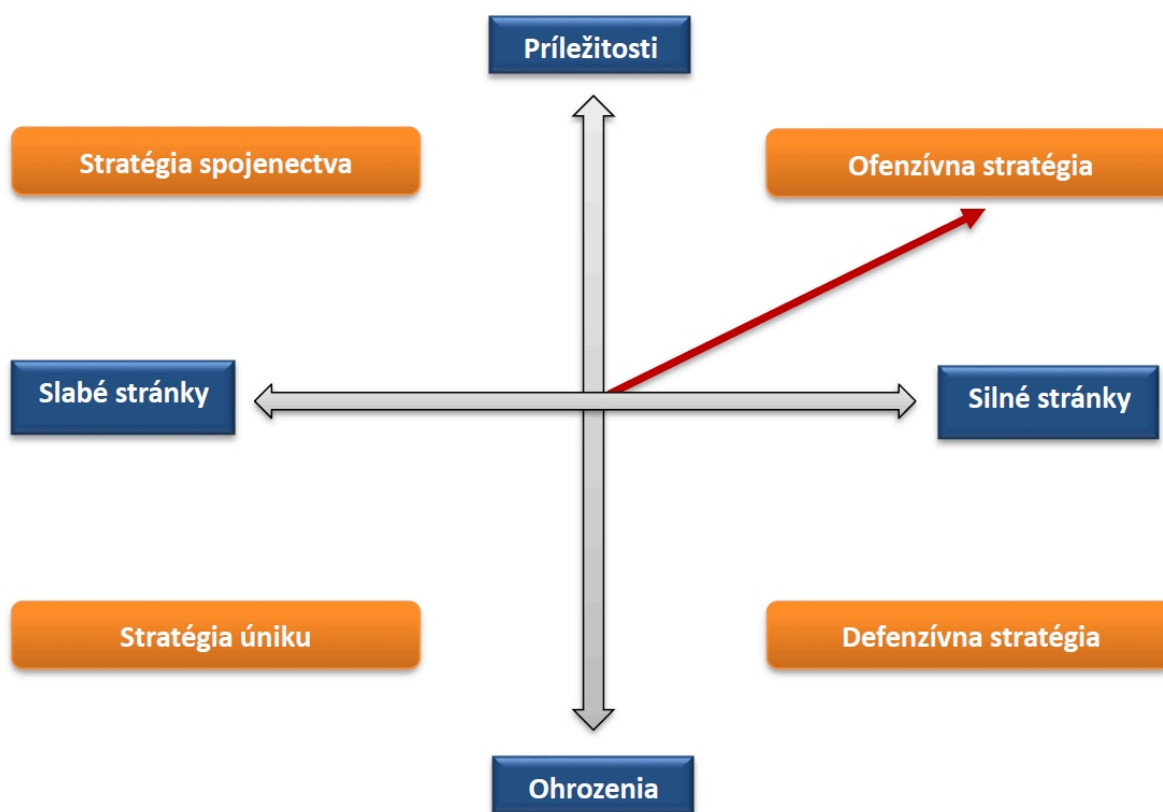 Príležitosti
Stratégia spojenectva
Ofenzívna stratégia
Slabé stránky
Silné stránky
Stratégia úniku
Defenzívna stratégia
Ohrozenia